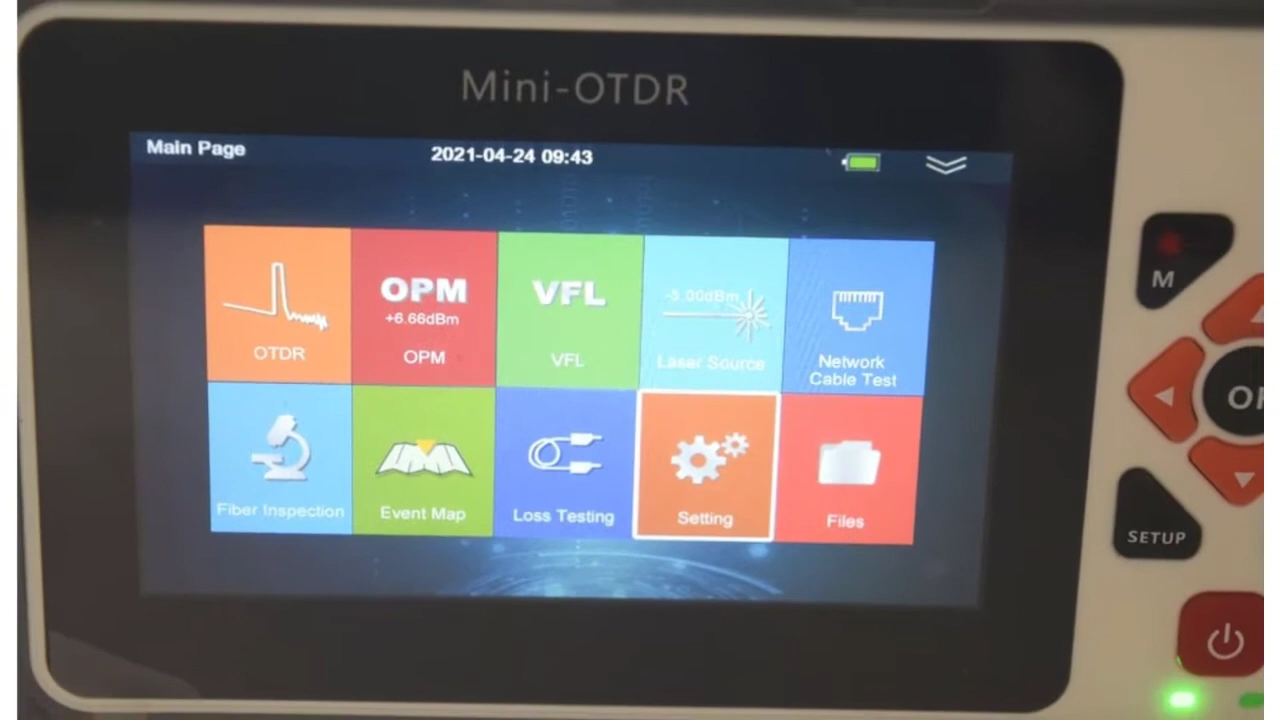 Mini-OTDR
Main Page
2021-04-24 09:43
OPM
+6.66dBm
VFL
-5.00dBm
OTDR
OPM
VFL
Laser Source
Network
Cable Test
Fiber Inspection
Event Map
Loss Testing
Setting
Files
M
SETUP